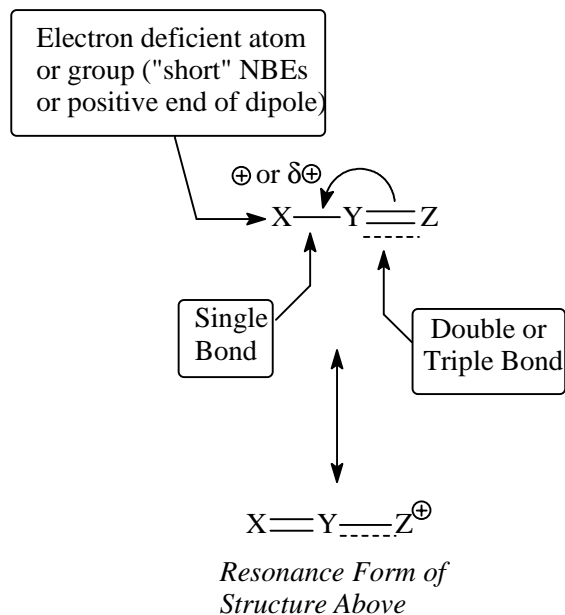 Electron deficient atom
or group ("short" NBEs
or positive end of dipole)
⊕ or δ⊕
X—Y=Z
Single
Bond
Double or
Triple Bond
X=Y—Z⊕
Resonance Form of
Structure Above